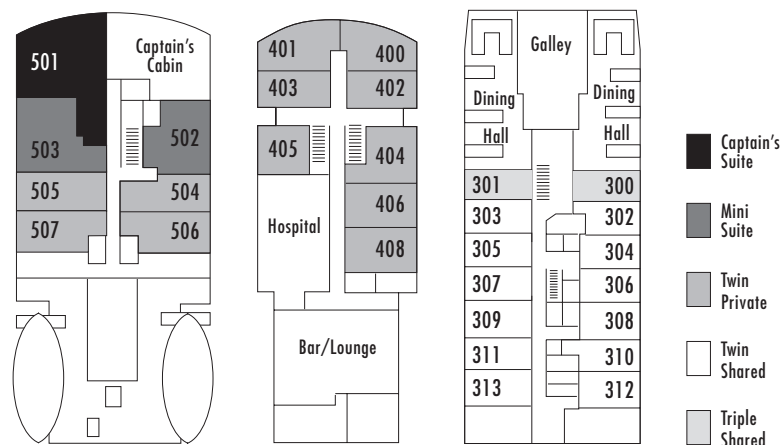 501
Captain's
Cabin
503
502
505
504
507
506
401
400
403
402
405
404
406
Hospital
408
Bar/Lounge
Galley
Dining
Hall
Dining
Hall
301
300
303
302
305
304
307
306
309
308
311
310
313
312
Captain's
Suite
Mini
Suite
Twin
Private
Twin
Shared
Triple
Shared